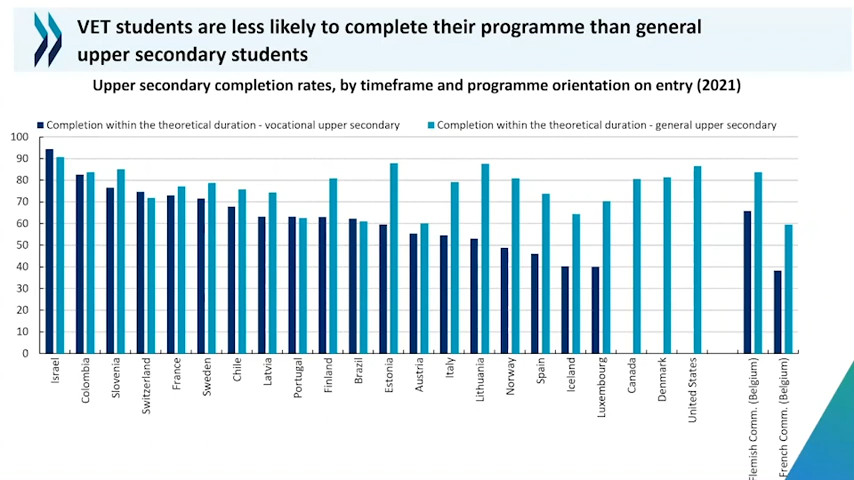 VET students are less likely to complete their programme than general
upper secondary students
Upper secondary completion rates, by timeframe and programme orientation on entry (2021)
Completion within the theoretical duration - vocational upper secondary
Completion within the theoretical duration - general upper secondary
100
90
80
70
60
50
40
30
20
10
0
Israel
Colombia
Slovenia
Switzerland
France
Sweden
Chile
Latvia
Portugal
Finland
Brazil
Estonia
Austria
Italy
Lithuania
Norway
Spain
Iceland
Luxembourg
Canada
Denmark
United States
Flemish Comm. (Belgium)
French Comm. (Belgium)